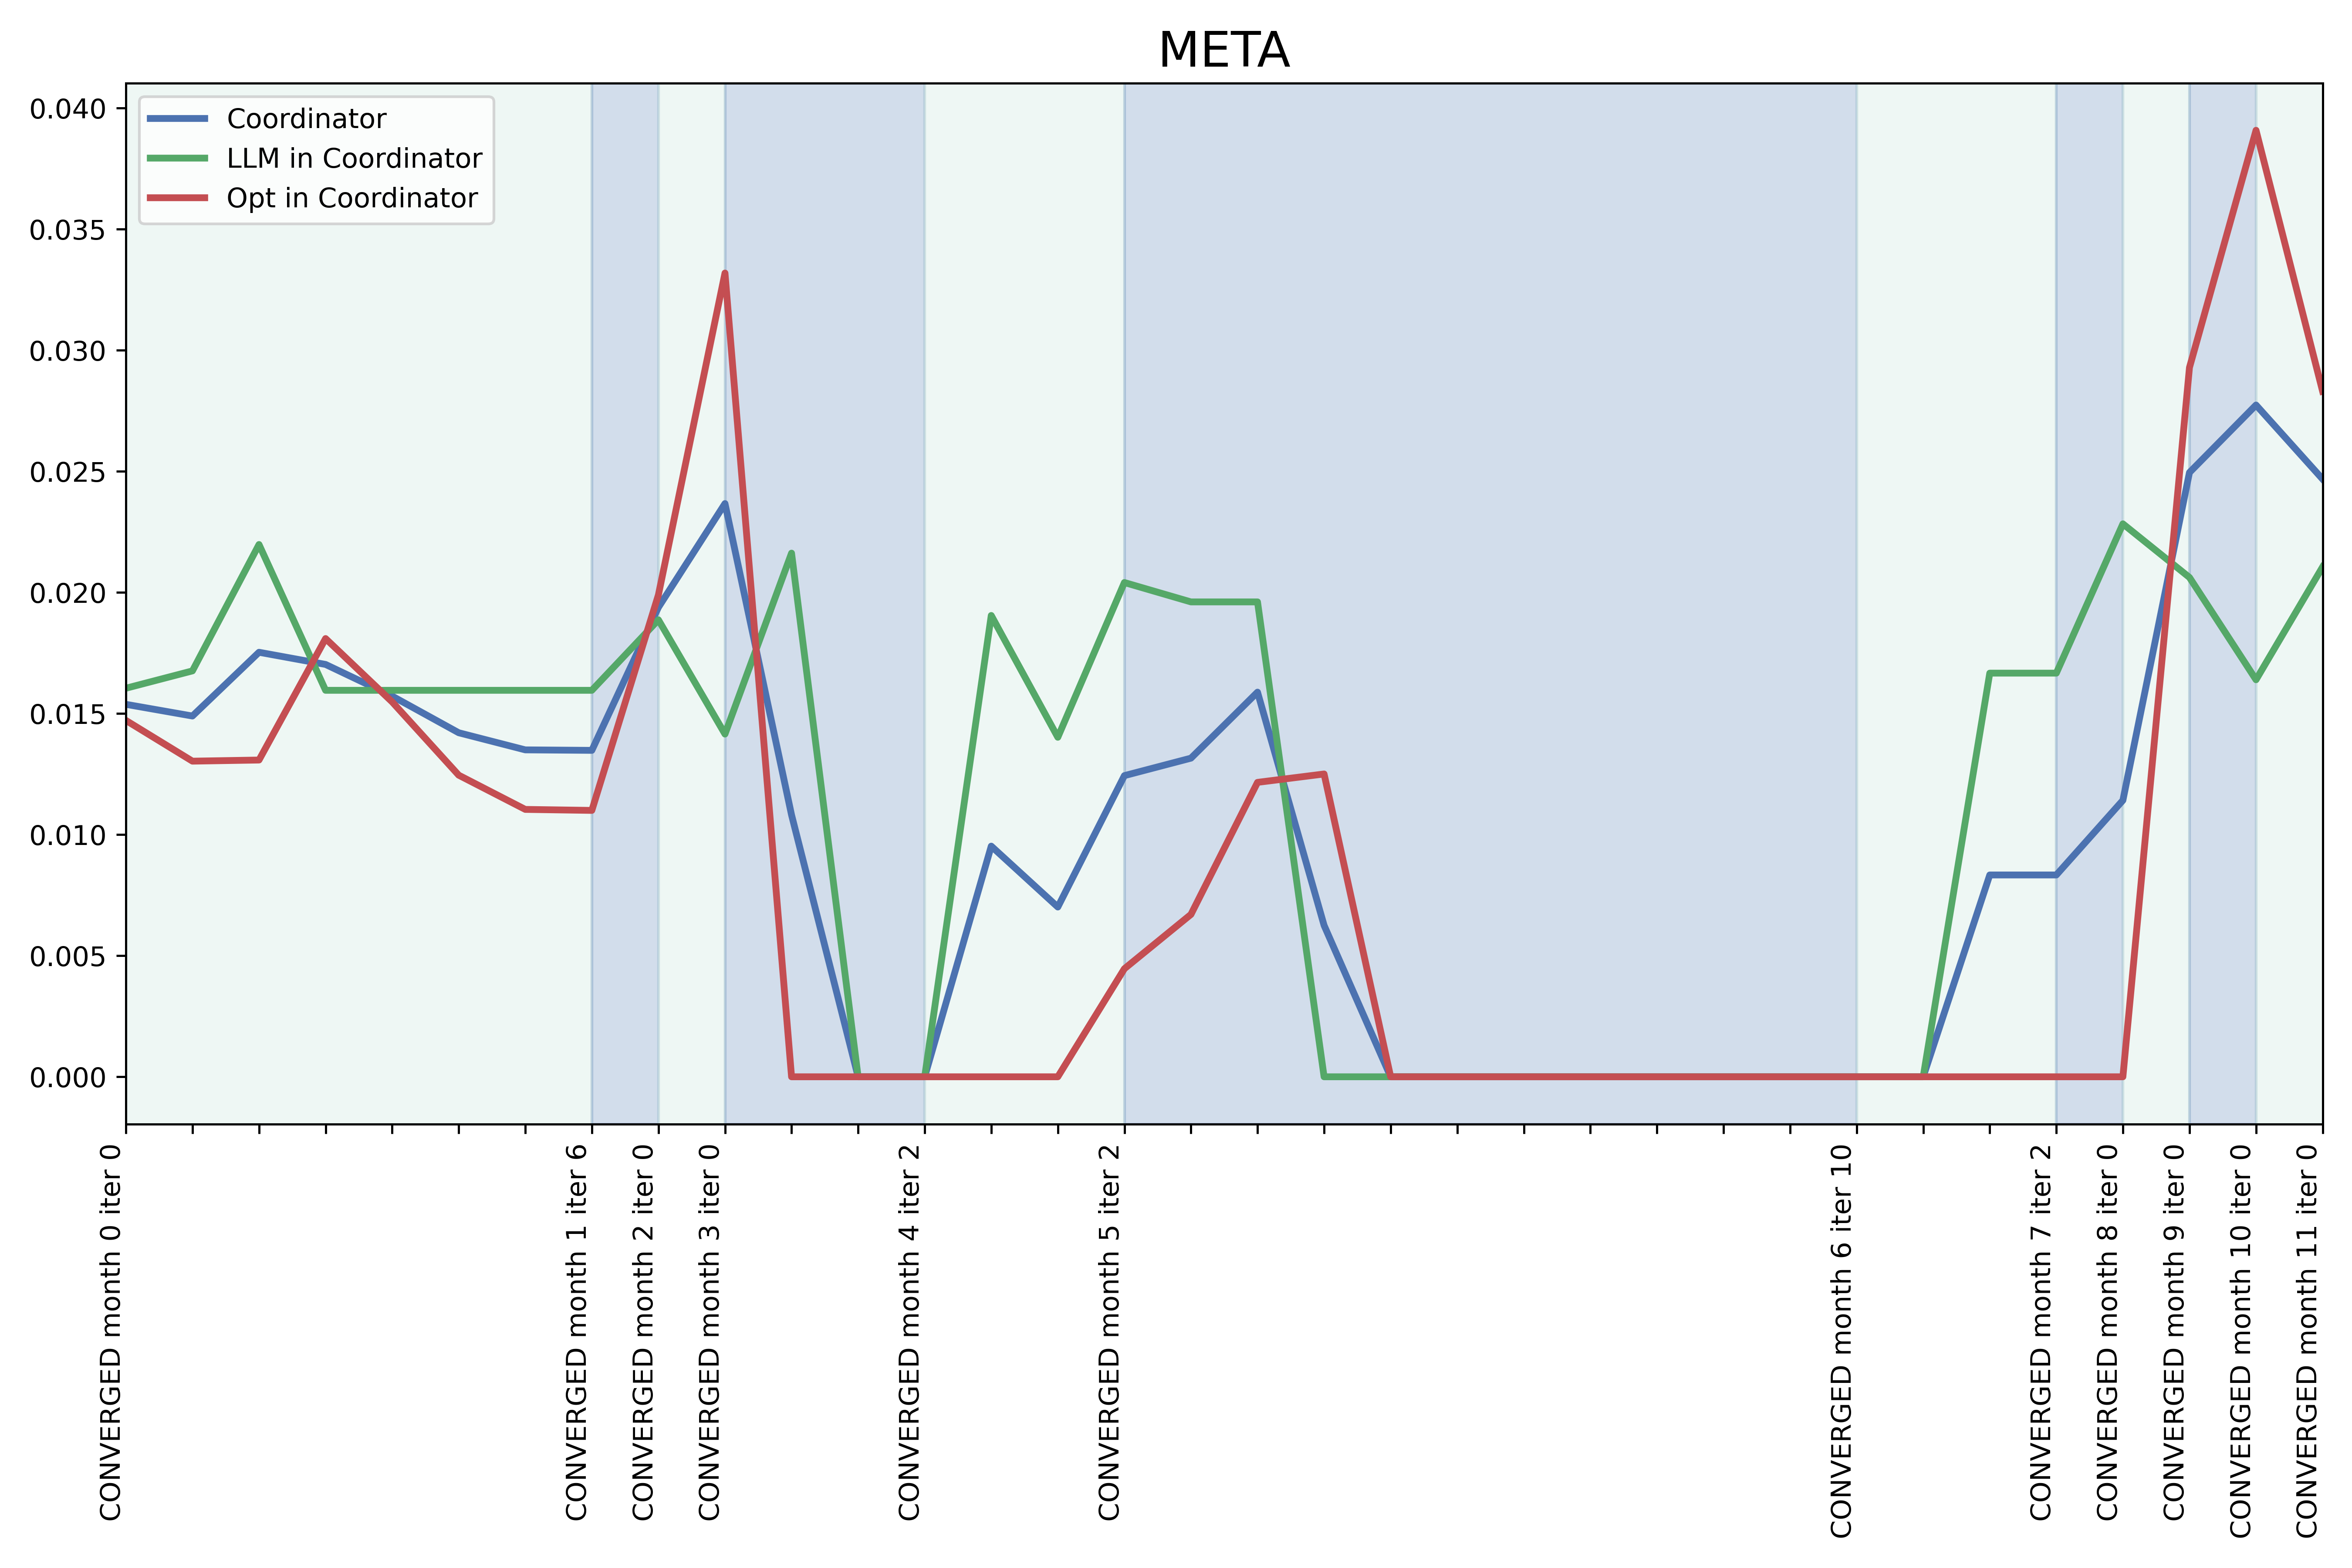 META
0.040
0.035
0.030
0.025
0.020
0.015
0.010
0.005
0.000
Coordinator
LLM in Coordinator
Opt in Coordinator
CONVERGED month 0 iter 0
CONVERGED month 1 iter 6
CONVERGED month 2 iter 0
CONVERGED month 3 iter 0
CONVERGED month 4 iter 2
CONVERGED month 5 iter 2
CONVERGED month 6 iter 10
CONVERGED month 7 iter 2
CONVERGED month 8 iter 0
CONVERGED month 9 iter 0
CONVERGED month 10 iter 0
CONVERGED month 11 iter 0